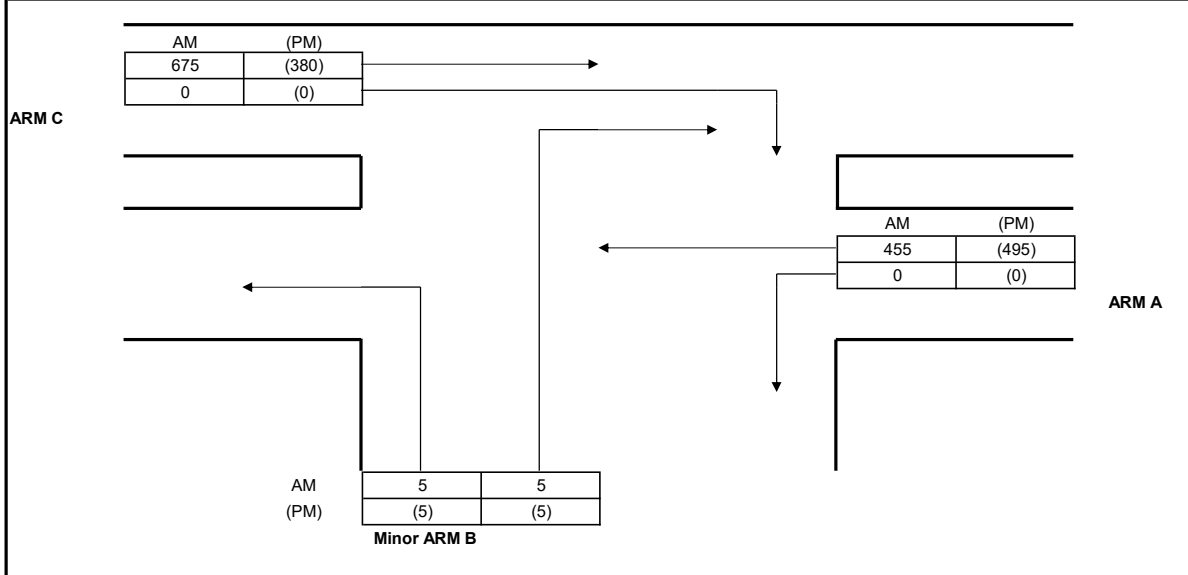 AM (PM)
675 (380)
0 (0)
ARM C
AM (PM)
455 (495)
0 (0)
ARM A
AM 5 5
(PM) (5) (5)
Minor ARM B